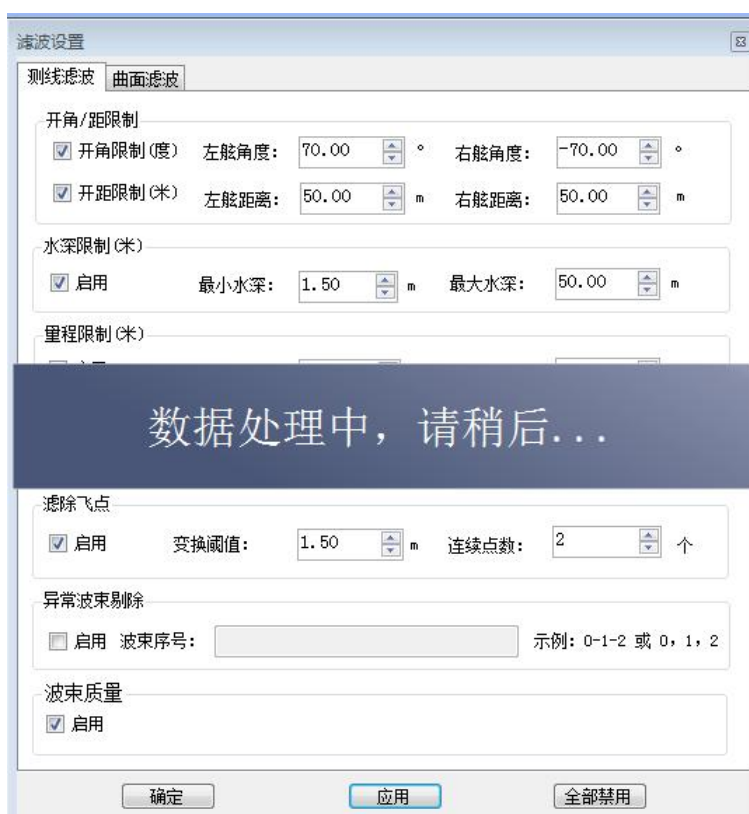 滤波设置
测线滤波 曲面滤波
开角/距限制
开角限制(度) 左舷角度: 70.00 ° 右舷角度: -70.00 °
开距限制(米) 左舷距离: 50.00 m 右舷距离: 50.00 m
水深限制(米)
启用 最小水深: 1.50 m 最大水深: 50.00 m
量程限制(米)
数据处理中，请稍后...
滤除飞点
启用 变换阈值: 1.50 m 连续点数: 2 个
异常波束剔除
启用 波束序号: 示例: 0-1-2 或 0, 1, 2
波束质量
启用
确定 应用 全部禁用